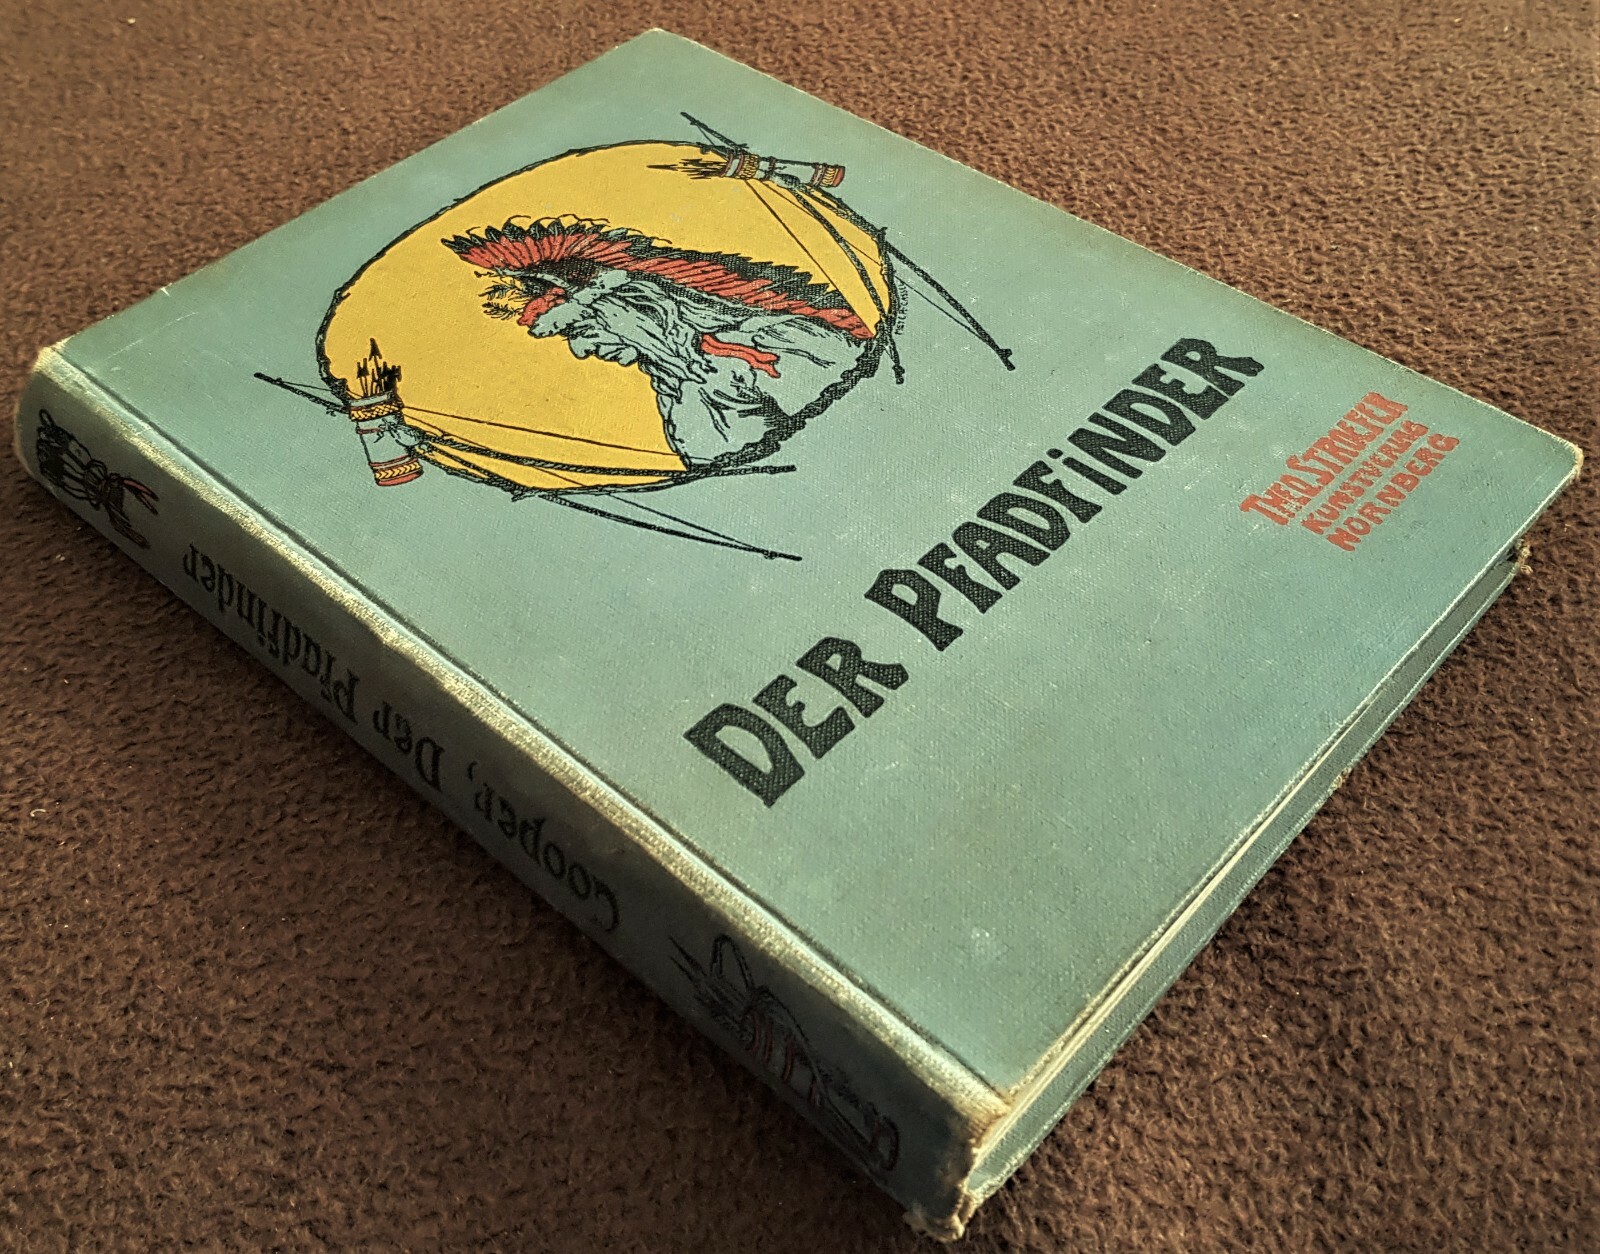 DER PFADFiNDER
THEO.STROEFER
KUNSTVERLAG
NÜRNBERG
Cooper, Der Pfadfinder